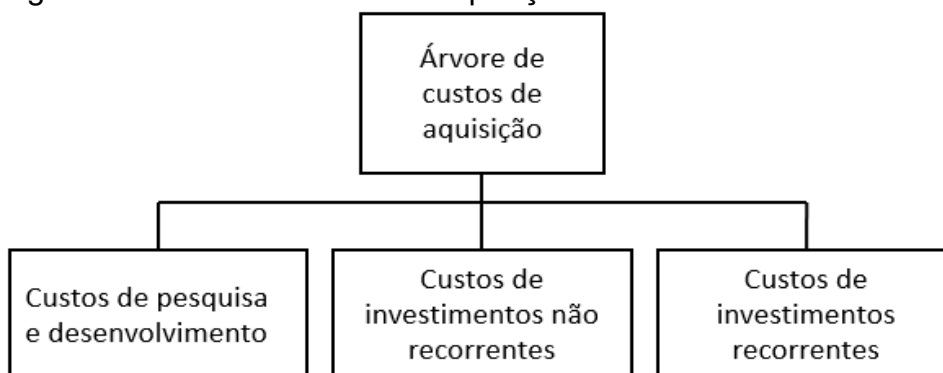 Árvore de
custos de
aquisição
Custos de pesquisa
e desenvolvimento
Custos de
investimentos não
recorrentes
Custos de
investimentos
recorrentes